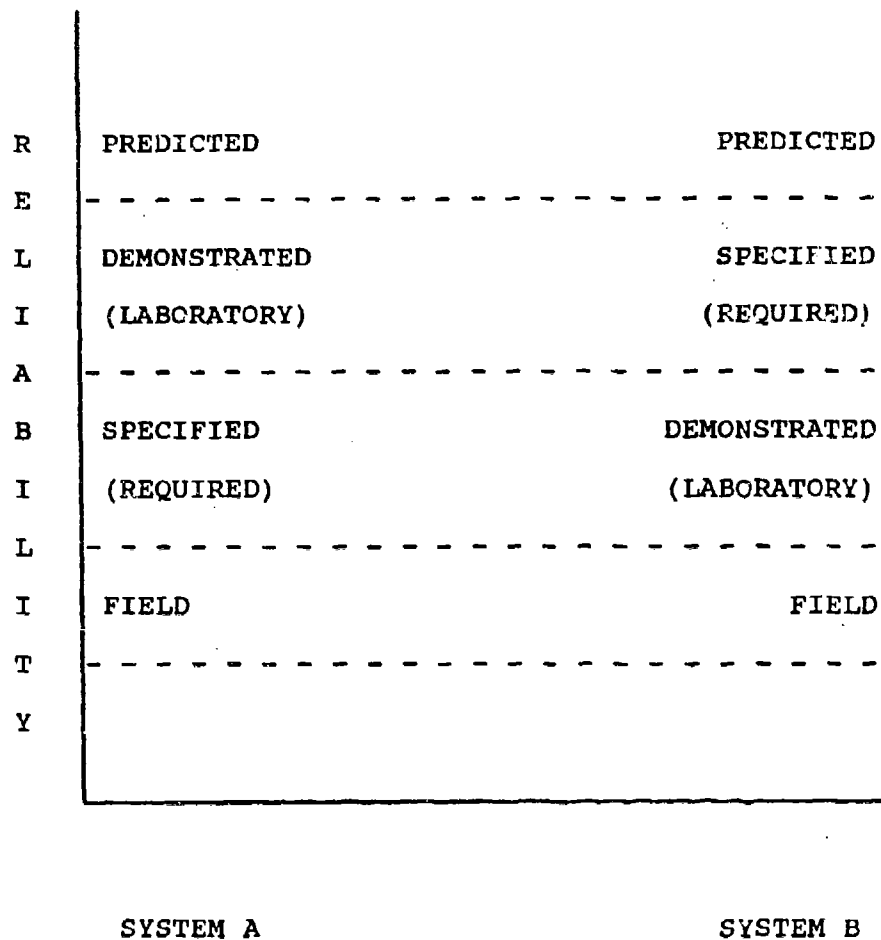 R PREDICTED PREDICTED
E
L DEMONSTRATED SPECIFIED
I (LABORATORY) (REQUIRED)
A
B SPECIFIED DEMONSTRATED
I (REQUIRED) (LABORATORY)
L
I FIELD FIELD
T
Y
SYSTEM A SYSTEM B